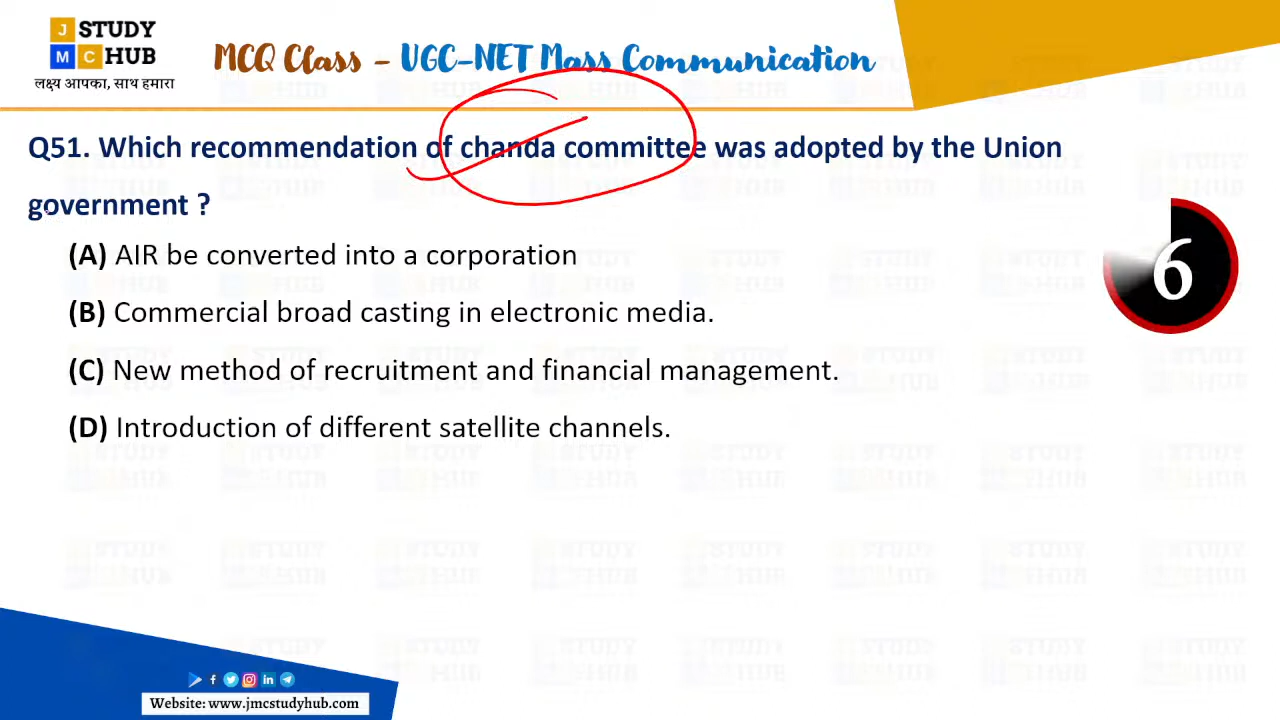 J STUDY
MC HUB
लक्ष्य आपका, साथ हमारा
MCQ Class - UGC-NET Mass Communication
Q51. Which recommendation of chanda committee was adopted by the Union
government ?
(A) AIR be converted into a corporation
(B) Commercial broad casting in electronic media.
(C) New method of recruitment and financial management.
(D) Introduction of different satellite channels.
6
Website: www.jmcstudyhub.com